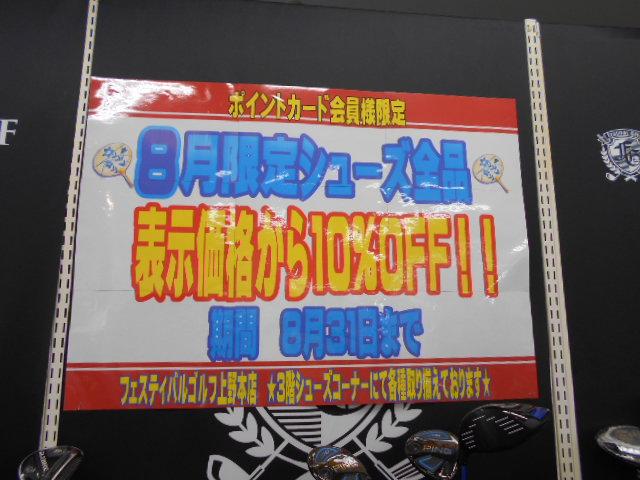 ポイントカード会員様限定
8月限定シューズ全品
表示価格から10%OFF!!
期間 8月31日まで
フェスティバルゴルフ上野本店 ★3階シューズコーナーにて各種取り揃えております★
F
PING